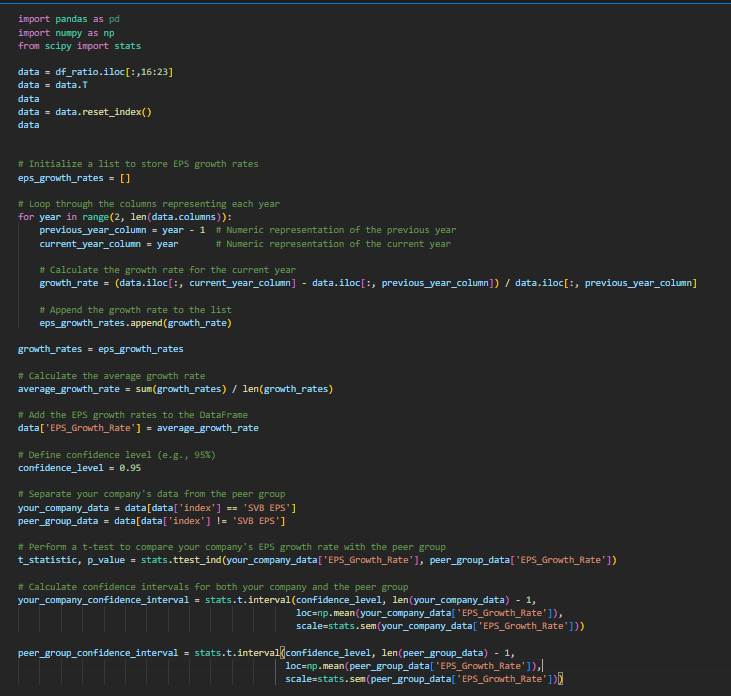 import pandas as pd
import numpy as np
from scipy import stats
data = df_ratio.iloc[:,16:23]
data = data.T
data
data = data.reset_index()
data
# Initialize a list to store EPS growth rates
eps_growth_rates = []
# Loop through the columns representing each year
for year in range(2, len(data.columns)):
    previous_year_column = year - 1  # Numeric representation of the previous year
    current_year_column = year       # Numeric representation of the current year
    # Calculate the growth rate for the current year
    growth_rate = (data.iloc[:, current_year_column] - data.iloc[:, previous_year_column]) / data.iloc[:, previous_year_column]
    # Append the growth rate to the list
    eps_growth_rates.append(growth_rate)
growth_rates = eps_growth_rates
# Calculate the average growth rate
average_growth_rate = sum(growth_rates) / len(growth_rates)
# Add the EPS growth rates to the DataFrame
data['EPS_Growth_Rate'] = average_growth_rate
# Define confidence level (e.g., 95%)
confidence_level = 0.95
# Separate your company's data from the peer group
your_company_data = data[data['index'] == 'SVB EPS']
peer_group_data = data[data['index'] != 'SVB EPS']
# Perform a t-test to compare your company's EPS growth rate with the peer group
t_statistic, p_value = stats.ttest_ind(your_company_data['EPS_Growth_Rate'], peer_group_data['EPS_Growth_Rate'])
# Calculate confidence intervals for both your company and the peer group
your_company_confidence_interval = stats.t.interval(confidence_level, len(your_company_data) - 1,
                                                    loc=np.mean(your_company_data['EPS_Growth_Rate']),
                                                    scale=stats.sem(your_company_data['EPS_Growth_Rate']))
peer_group_confidence_interval = stats.t.interval(confidence_level, len(peer_group_data) - 1,
                                                  loc=np.mean(peer_group_data['EPS_Growth_Rate']),
                                                  scale=stats.sem(peer_group_data['EPS_Growth_Rate']))